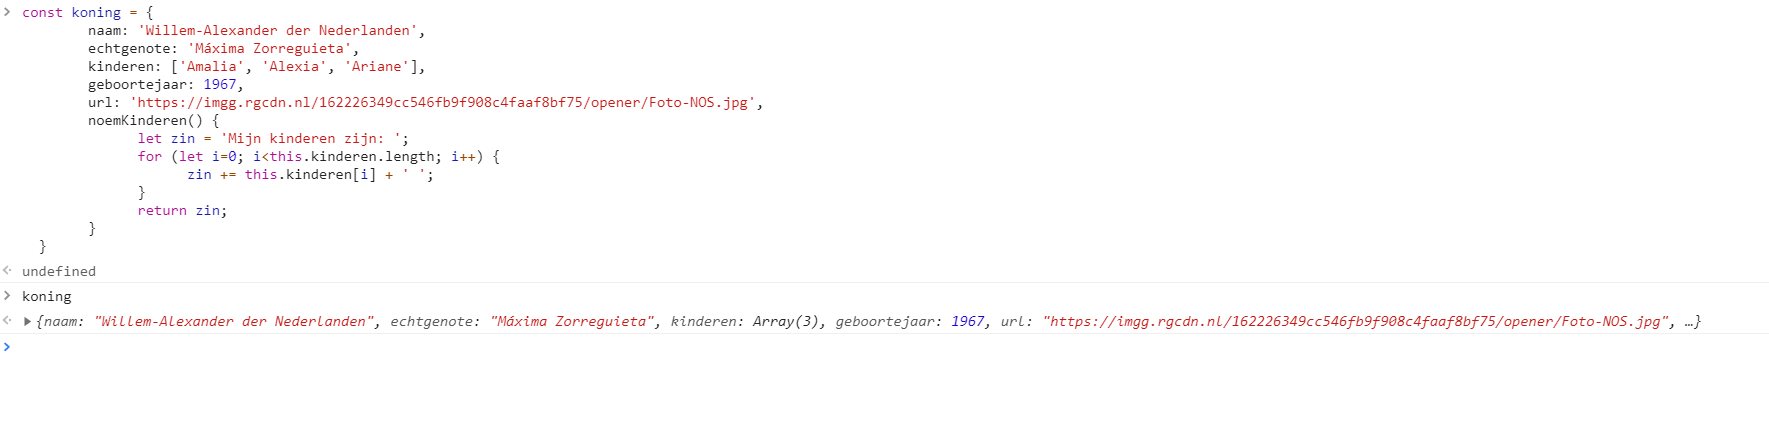 > const koning = {
naam: 'Willem-Alexander der Nederlanden',
echtgenote: 'Máxima Zorreguieta',
kinderen: ['Amalia', 'Alexia', 'Ariane'],
geboortejaar: 1967,
url: 'https://imgg.rgcdn.nl/162226349cc546fb9f908c4faaf8bf75/opener/Foto-NOS.jpg',
noemKinderen() {
let zin = 'Mijn kinderen zijn: ';
for (let i=0; i<this.kinderen.length; i++) {
zin += this.kinderen[i] + ' ';
}
return zin;
}
}
undefined
> koning
{naam: "Willem-Alexander der Nederlanden", echtgenote: "Máxima Zorreguieta", kinderen: Array(3), geboortejaar: 1967, url: "https://imgg.rgcdn.nl/162226349cc546fb9f908c4faaf8bf75/opener/Foto-NOS.jpg", …}
>